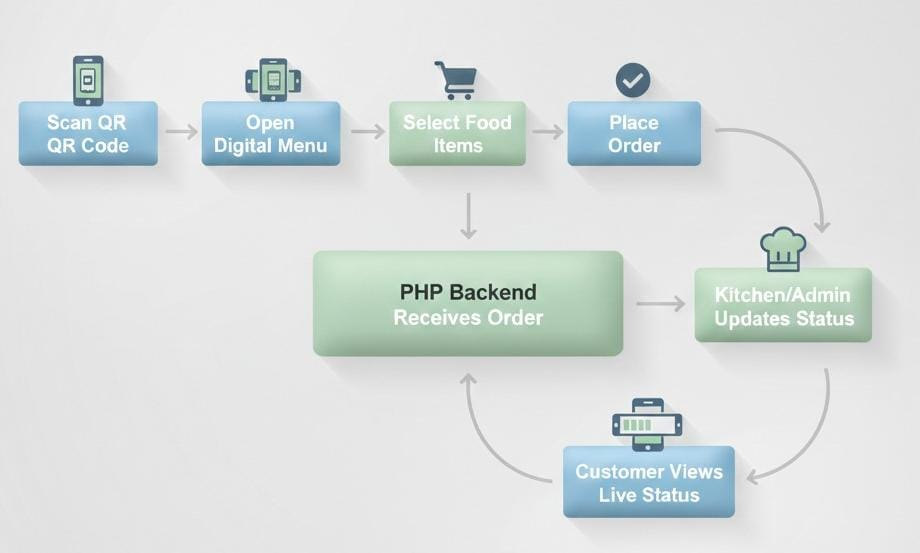 Scan QR
QR Code
Open
Digital Menu
Select Food
Items
Place
Order
PHP Backend
Receives Order
Kitchen/Admin
Updates Status
Customer Views
Live Status